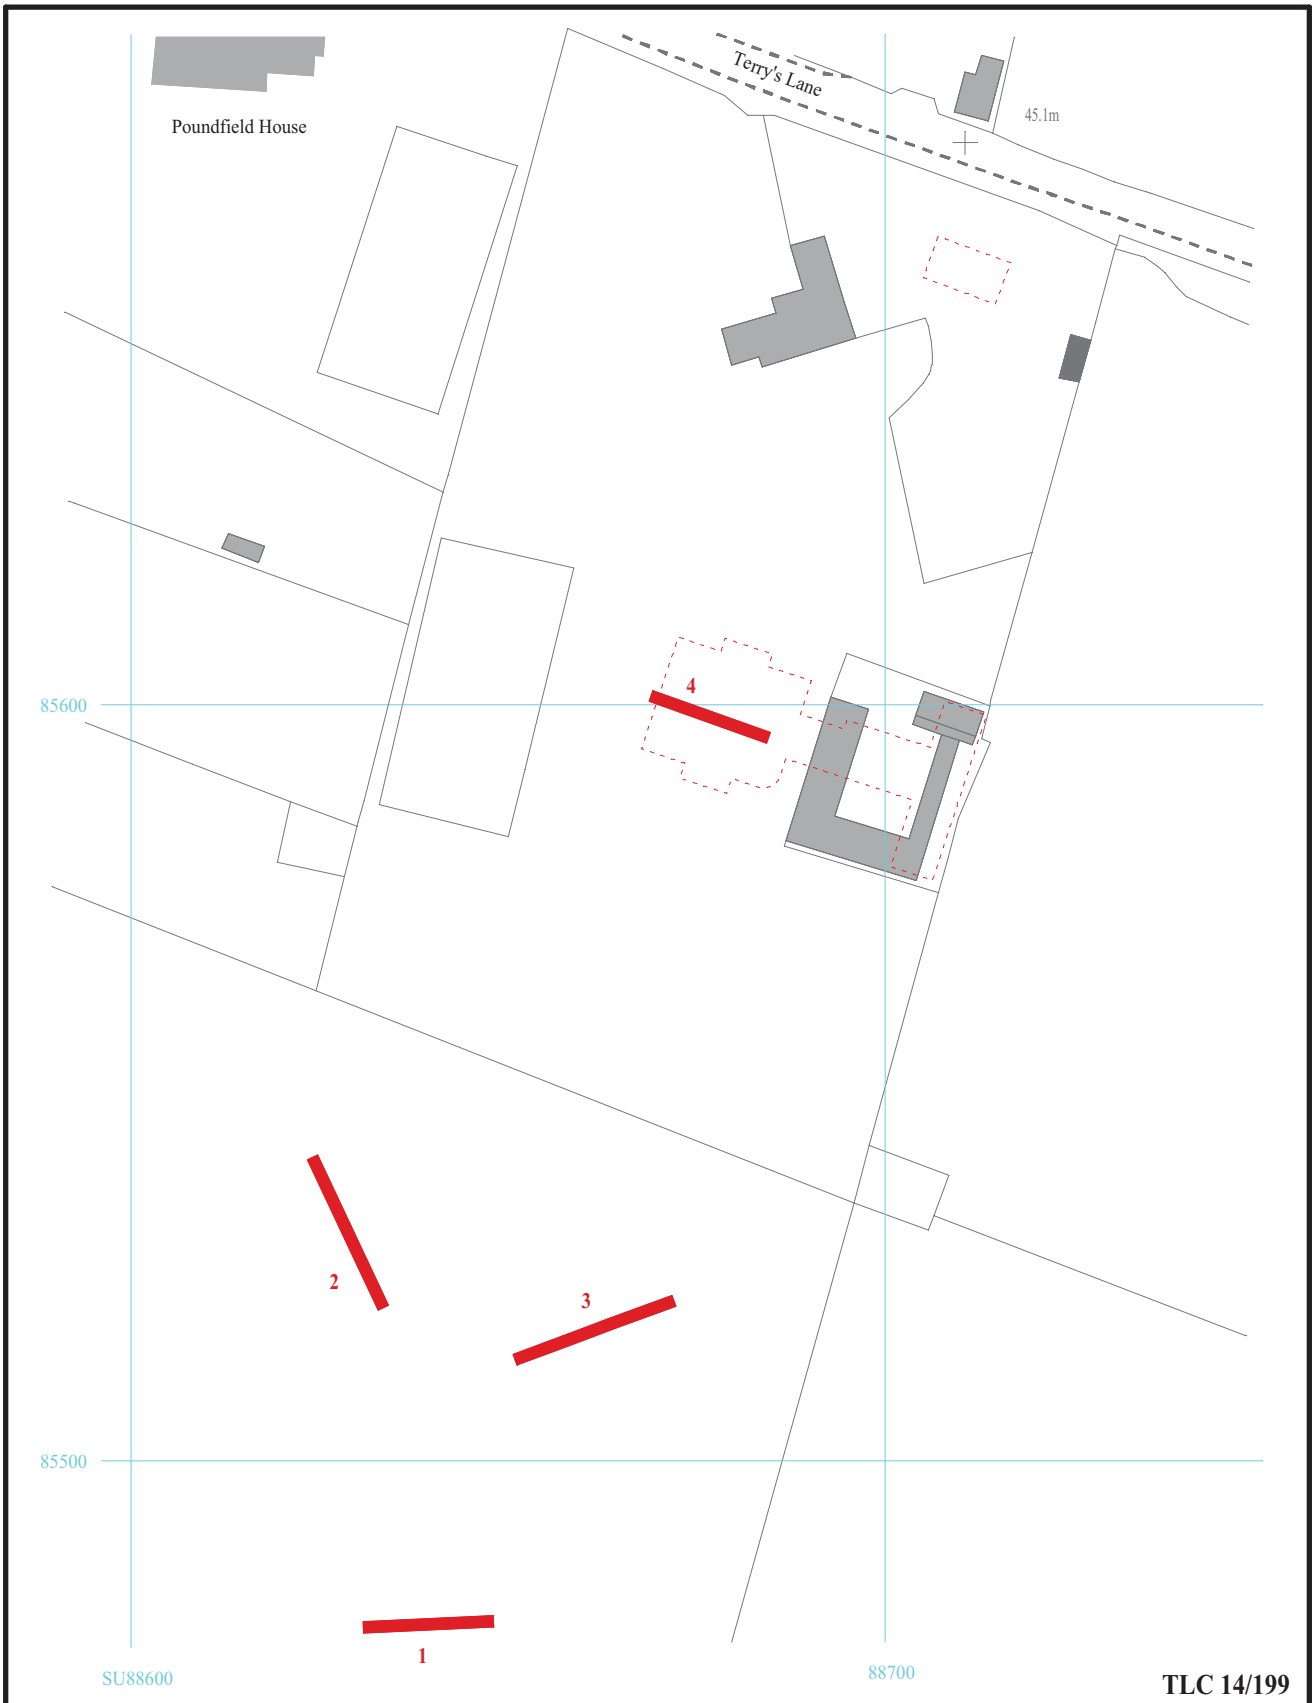 Terry's Lane
45.1m
Poundfield House
4
85600
2
3
85500
1
SU88600
88700
TLC 14/199